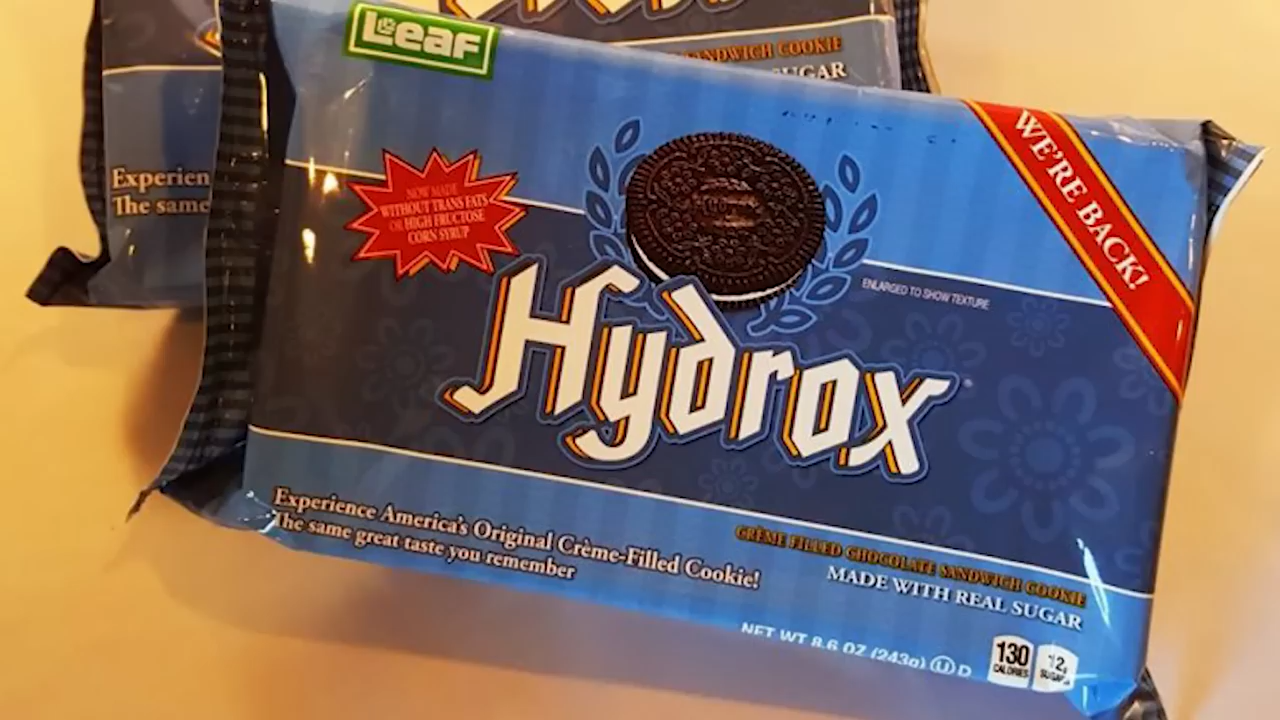 SANDWICH COOKIE
SUGAR
Leaf
WE'RE BACK!
Experien
The same
NOW MADE
WITHOUT TRANS FATS
OR HIGH FRUCTOSE
CORN SYRUP
ENLARGED TO SHOW TEXTURE
Hydrox
Experience America's Original Crème-Filled Cookie!
The same great taste you remember
CRÈME FILLED CHOCOLATE SANDWICH COOKIE
MADE WITH REAL SUGAR
NET WT 8.6 OZ (243g) U D
130
CALORIES
12g
SUGARS